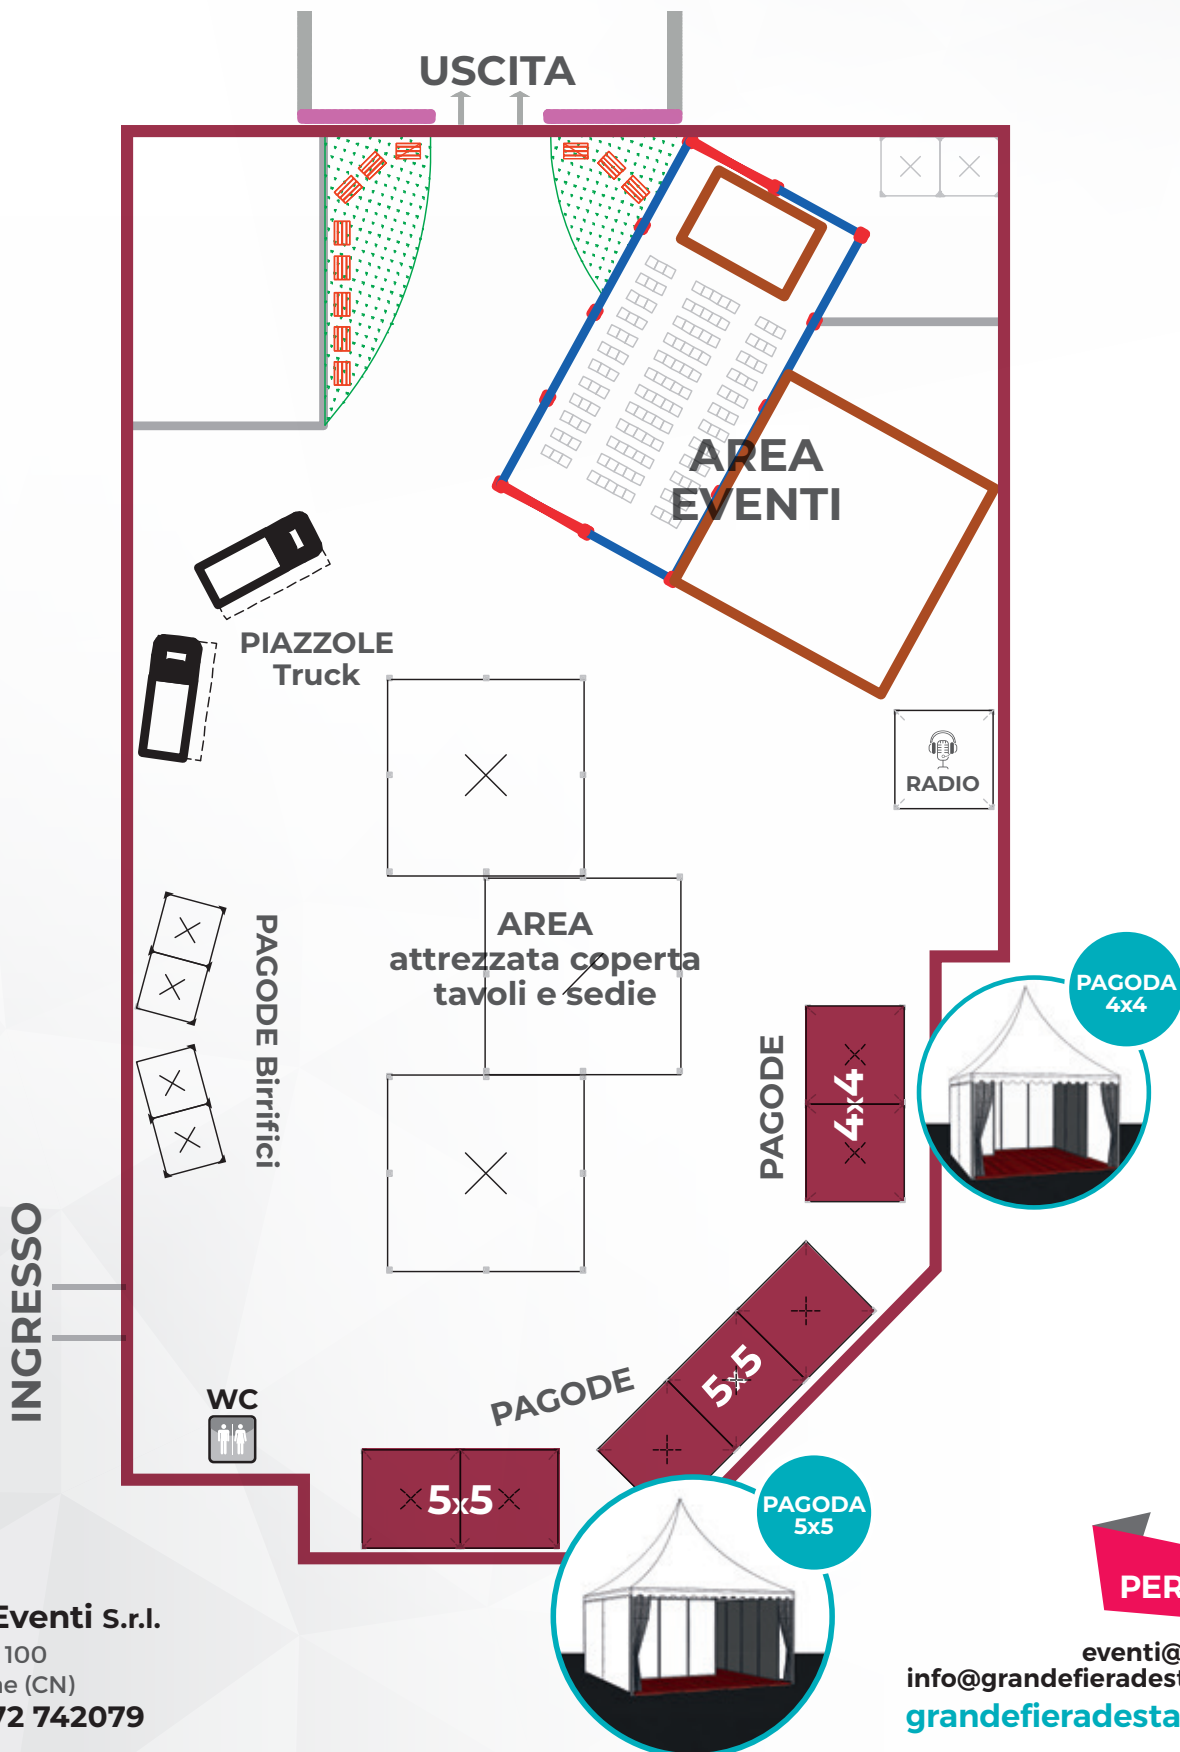 USCITA
AREA
EVENTI
PIAZZOLE
Truck
RADIO
AREA
attrezzata coperta
tavoli e sedie
PAGODE Birrifici
PAGODE
4x4
PAGODA
4x4
INGRESSO
WC
PAGODE
5x5
5x5
PAGODA
5x5
Eventi S.r.l.
100
ne (CN)
72 742079
PER
eventi@
info@grandefieradest
grandefieradesta